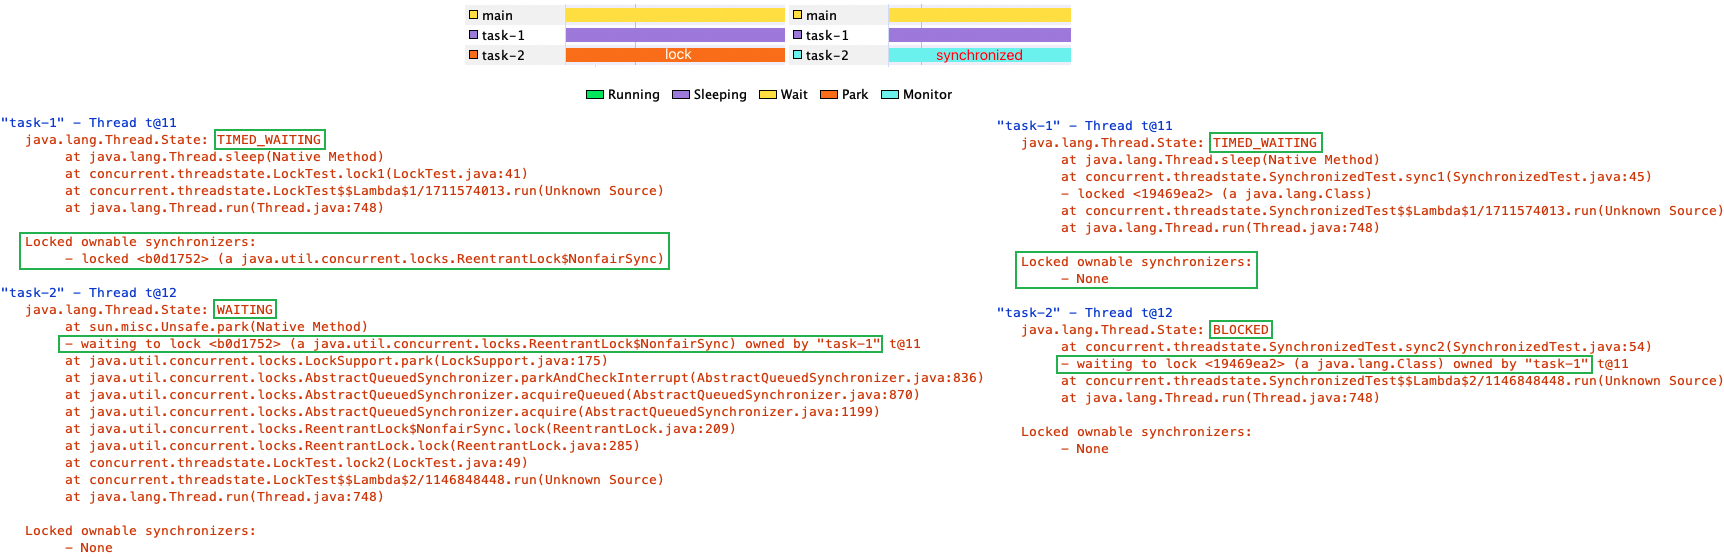 main
task-1
task-2 lock
main
task-1
task-2 synchronized
Running Sleeping Wait Park Monitor
"task-1" - Thread t@11
java.lang.Thread.State: TIMED_WAITING
at java.lang.Thread.sleep(Native Method)
at concurrent.threadstate.LockTest.lock1(LockTest.java:41)
at concurrent.threadstate.LockTest$$Lambda$1/1711574013.run(Unknown Source)
at java.lang.Thread.run(Thread.java:748)
Locked ownable synchronizers:
- locked <b0d1752> (a java.util.concurrent.locks.ReentrantLock$NonfairSync)
"task-2" - Thread t@12
java.lang.Thread.State: WAITING
at sun.misc.Unsafe.park(Native Method)
- waiting to lock <b0d1752> (a java.util.concurrent.locks.ReentrantLock$NonfairSync) owned by "task-1" t@11
at java.util.concurrent.locks.LockSupport.park(LockSupport.java:175)
at java.util.concurrent.locks.AbstractQueuedSynchronizer.parkAndCheckInterrupt(AbstractQueuedSynchronizer.java:836)
at java.util.concurrent.locks.AbstractQueuedSynchronizer.acquireQueued(AbstractQueuedSynchronizer.java:870)
at java.util.concurrent.locks.AbstractQueuedSynchronizer.acquire(AbstractQueuedSynchronizer.java:1199)
at java.util.concurrent.locks.ReentrantLock$NonfairSync.lock(ReentrantLock.java:209)
at java.util.concurrent.locks.ReentrantLock.lock(ReentrantLock.java:285)
at concurrent.threadstate.LockTest.lock2(LockTest.java:49)
at concurrent.threadstate.LockTest$$Lambda$2/1146848448.run(Unknown Source)
at java.lang.Thread.run(Thread.java:748)
Locked ownable synchronizers:
- None
"task-1" - Thread t@11
java.lang.Thread.State: TIMED_WAITING
at java.lang.Thread.sleep(Native Method)
at concurrent.threadstate.SynchronizedTest.sync1(SynchronizedTest.java:45)
- locked <19469ea2> (a java.lang.Class)
at concurrent.threadstate.SynchronizedTest$$Lambda$1/1711574013.run(Unknown Source)
at java.lang.Thread.run(Thread.java:748)
Locked ownable synchronizers:
- None
"task-2" - Thread t@12
java.lang.Thread.State: BLOCKED
at concurrent.threadstate.SynchronizedTest.sync2(SynchronizedTest.java:54)
- waiting to lock <19469ea2> (a java.lang.Class) owned by "task-1" t@11
at concurrent.threadstate.SynchronizedTest$$Lambda$2/1146848448.run(Unknown Source)
at java.lang.Thread.run(Thread.java:748)
Locked ownable synchronizers:
- None